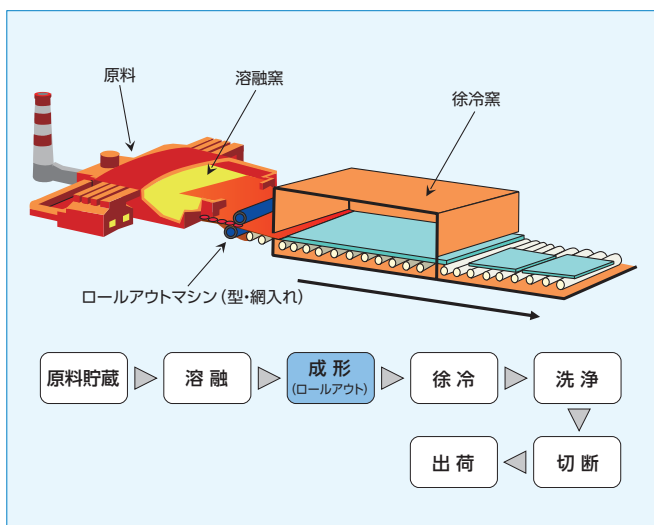 原料
溶融窯
徐冷窯
ロールアウトマシン(型・網入れ)
原料貯蔵
溶 融
成 形
(ロールアウト)
徐 冷
洗 浄
切 断
出 荷